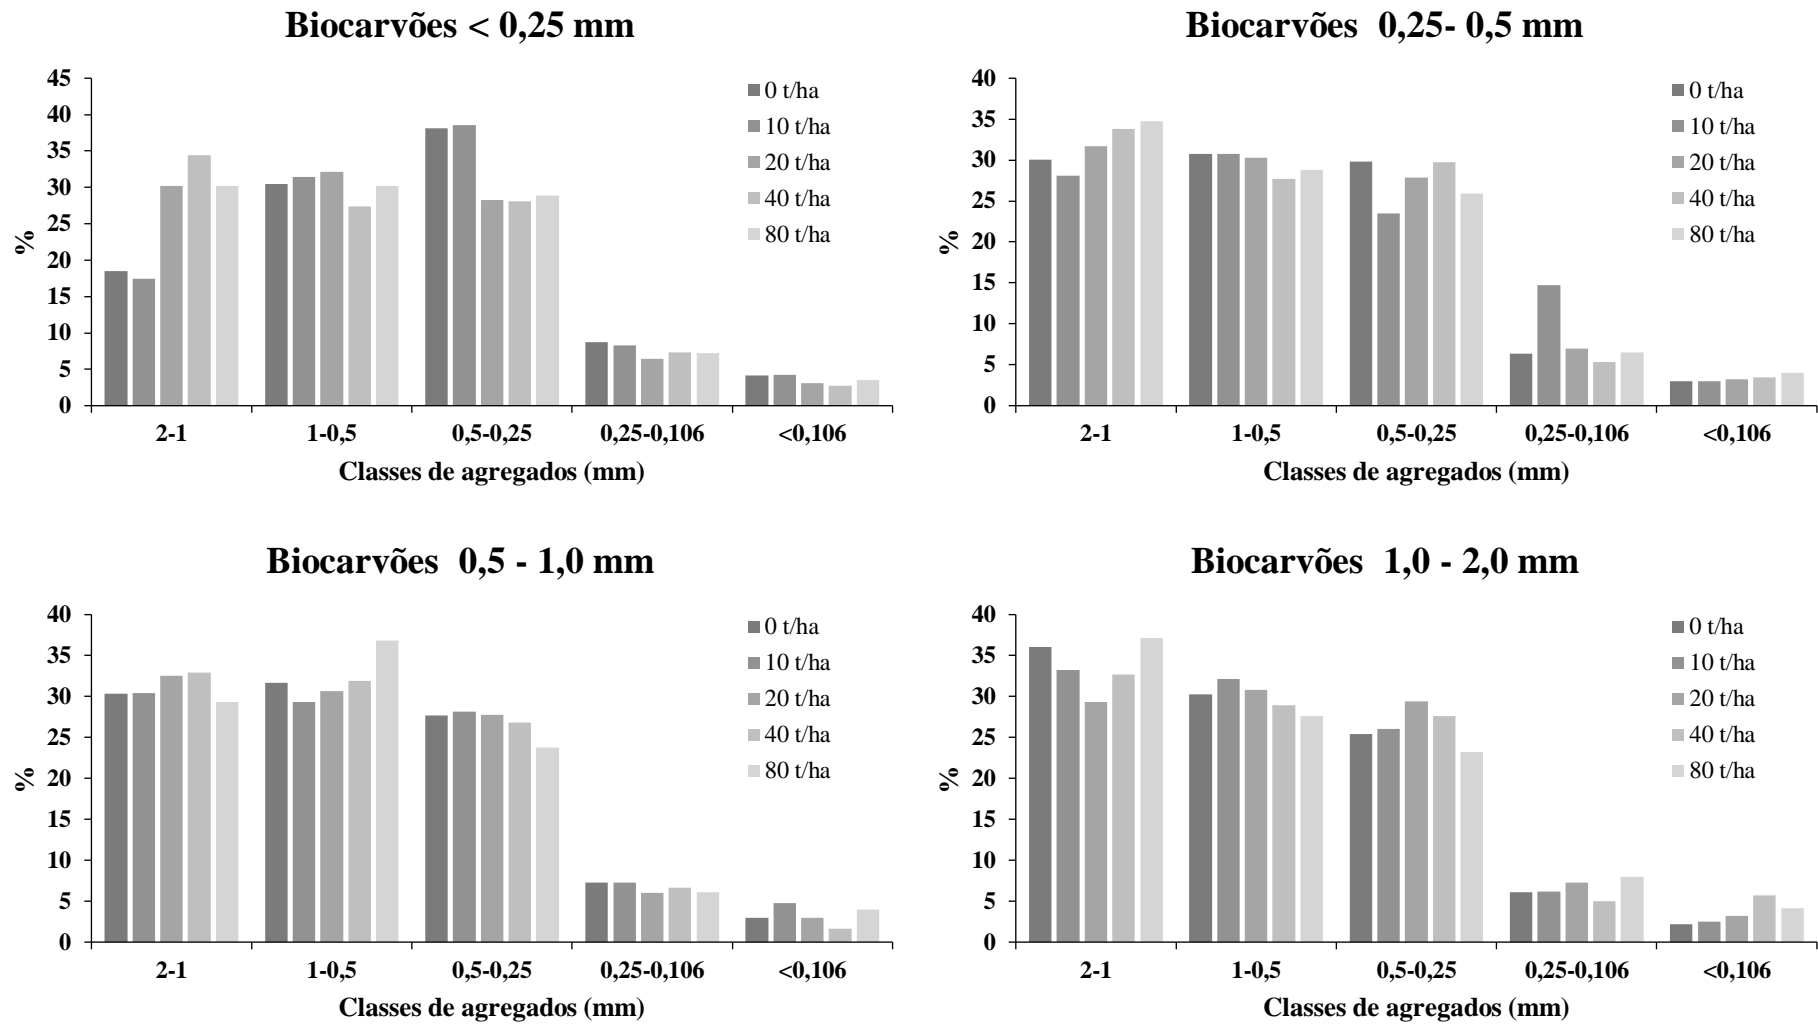 Biocarvões < 0,25 mm
45
40
35
30
25
20
15
10
5
0
%
0 t/ha
10 t/ha
20 t/ha
40 t/ha
80 t/ha
2-1 1-0,5 0,5-0,25 0,25-0,106 <0,106
Classes de agregados (mm)
Biocarvões 0,25- 0,5 mm
40
35
30
25
20
15
10
5
0
%
0 t/ha
10 t/ha
20 t/ha
40 t/ha
80 t/ha
2-1 1-0,5 0,5-0,25 0,25-0,106 <0,106
Classes de agregados (mm)
Biocarvões 0,5 - 1,0 mm
40
35
30
25
20
15
10
5
0
%
0 t/ha
10 t/ha
20 t/ha
40 t/ha
80 t/ha
2-1 1-0,5 0,5-0,25 0,25-0,106 <0,106
Classes de agregados (mm)
Biocarvões 1,0 - 2,0 mm
40
35
30
25
20
15
10
5
0
%
0 t/ha
10 t/ha
20 t/ha
40 t/ha
80 t/ha
2-1 1-0,5 0,5-0,25 0,25-0,106 <0,106
Classes de agregados (mm)